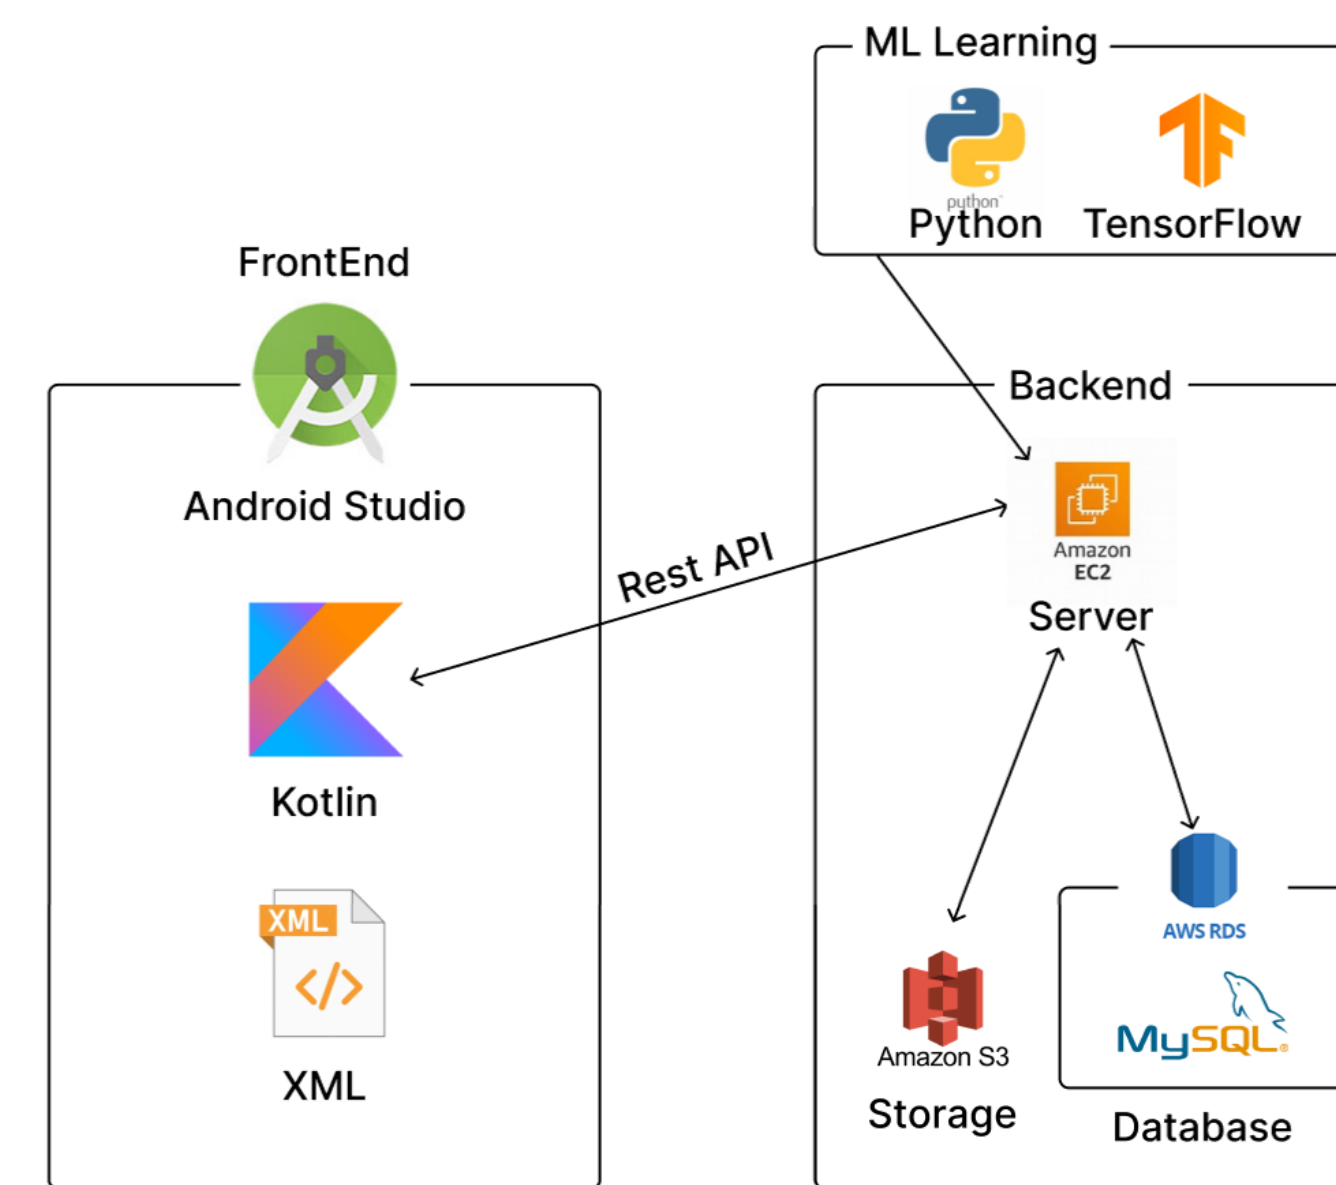 ML Learning
python
Python
TensorFlow
FrontEnd
Android Studio
Kotlin
XML
</>
XML
Rest API
Backend
Amazon
EC2
Server
Amazon S3
Storage
AWS RDS
MySQL®
Database